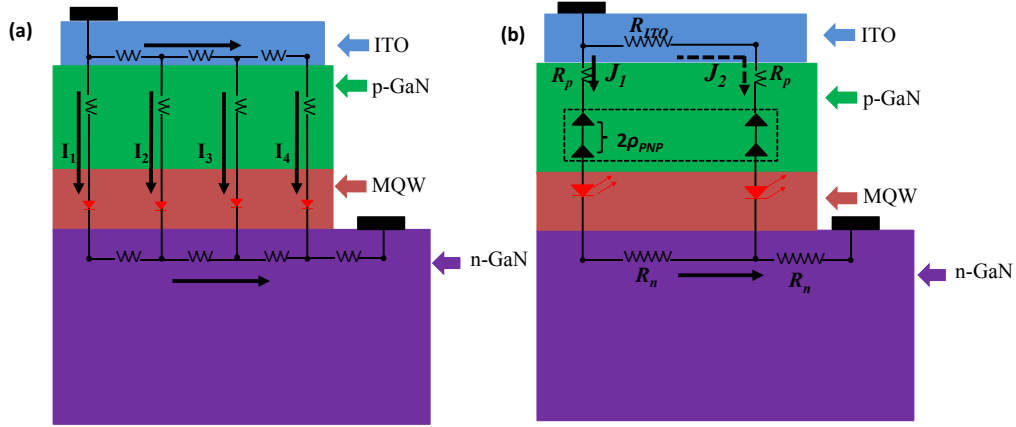 (a)
ITO
p-GaN
I1 I2 I3 I4
MQW
n-GaN
(b)
RITO
ITO
Rp J1 J2 Rp
p-GaN
2ρPNP
MQW
n-GaN
Rn Rn